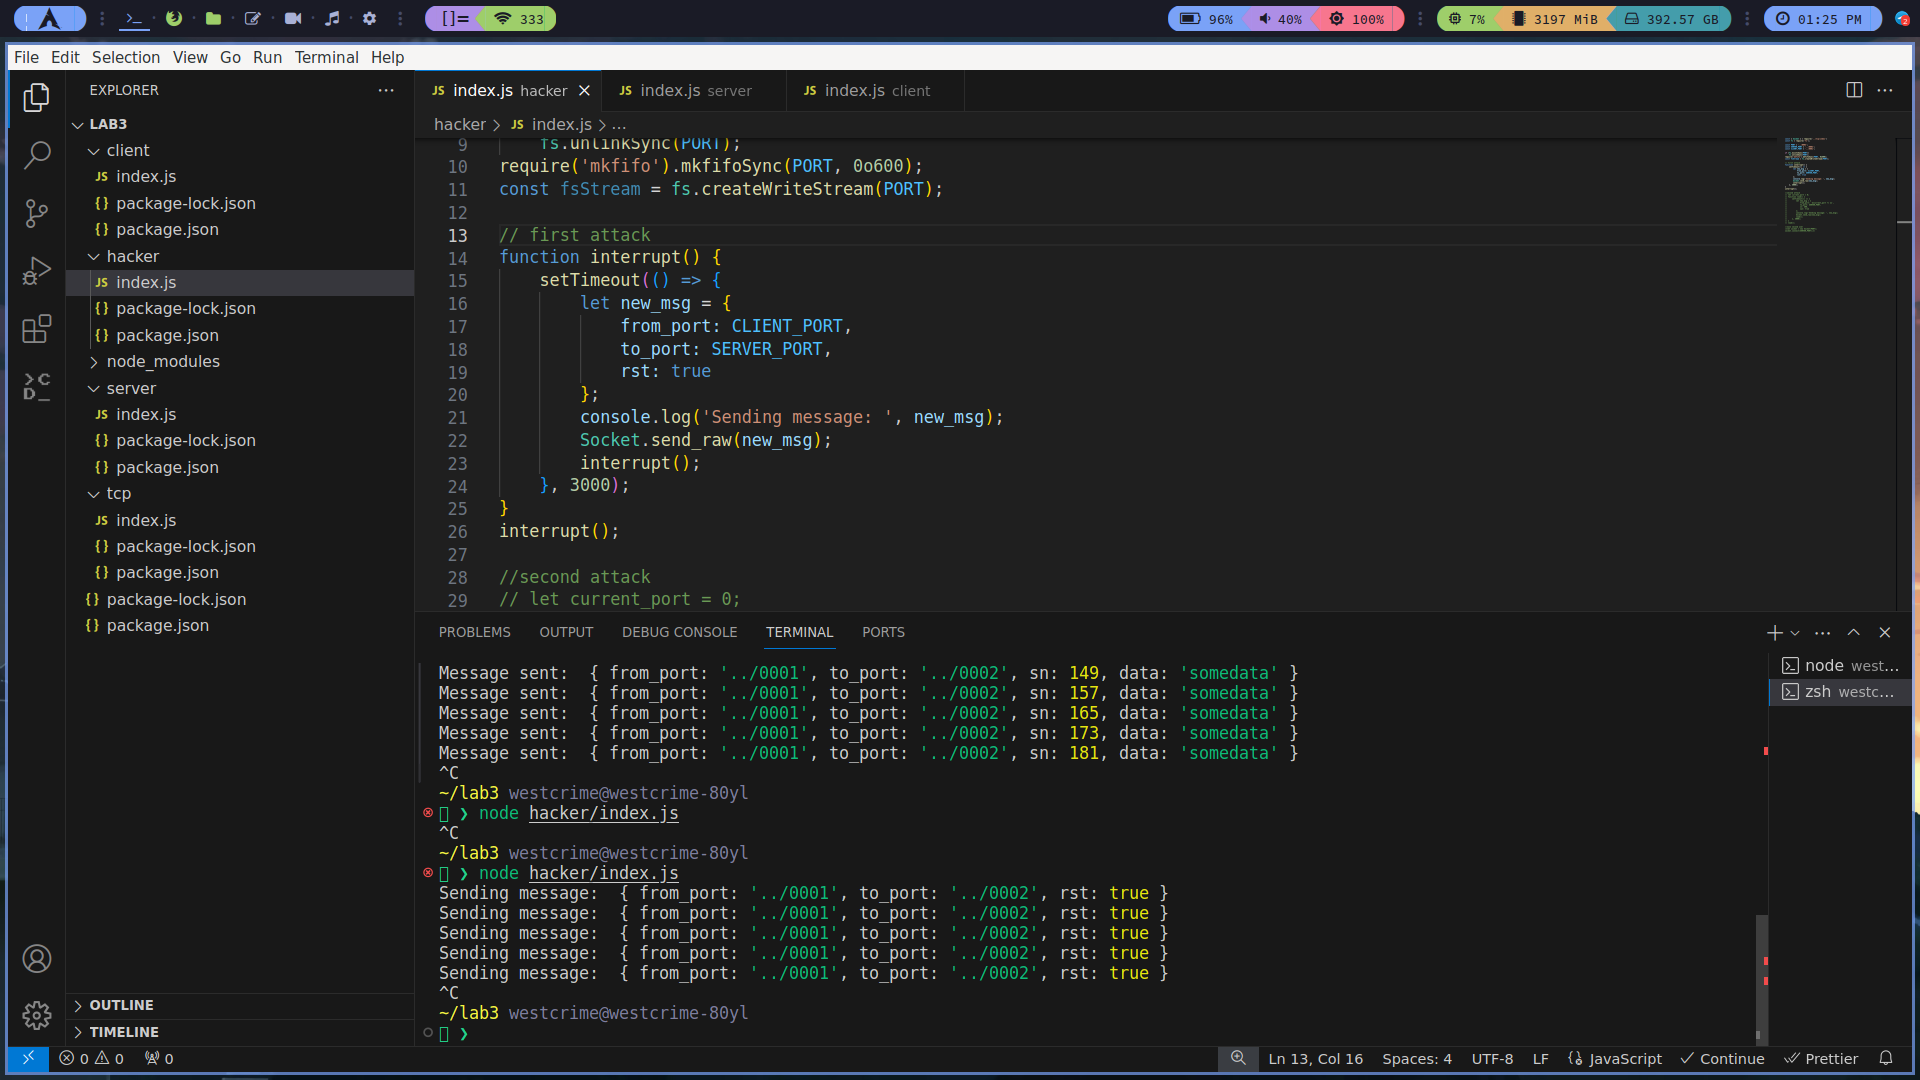 []= 333 96% 40% 100% 7% 3197 MiB 392.57 GB 01:25 PM 2
File Edit Selection View Go Run Terminal Help
EXPLORER
LAB3
client
JS index.js
{} package-lock.json
{} package.json
hacker
JS index.js
{} package-lock.json
{} package.json
node_modules
server
JS index.js
{} package-lock.json
{} package.json
tcp
JS index.js
{} package-lock.json
{} package.json
{} package-lock.json
{} package.json
OUTLINE
TIMELINE
JS index.js hacker JS index.js server JS index.js client
hacker > JS index.js > ...
9 fs.unlinkSync(PORT);
10 require('mkfifo').mkfifoSync(PORT, 0o600);
11 const fsStream = fs.createWriteStream(PORT);
12
13 // first attack
14 function interrupt() {
15 setTimeout(() => {
16 let new_msg = {
17 from_port: CLIENT_PORT,
18 to_port: SERVER_PORT,
19 rst: true
20 };
21 console.log('Sending message: ', new_msg);
22 Socket.send_raw(new_msg);
23 interrupt();
24 }, 3000);
25 }
26 interrupt();
27
28 //second attack
29 // let current_port = 0;
PROBLEMS OUTPUT DEBUG CONSOLE TERMINAL PORTS
Message sent:  { from_port: '../0001', to_port: '../0002', sn: 149, data: 'somedata' }
Message sent:  { from_port: '../0001', to_port: '../0002', sn: 157, data: 'somedata' }
Message sent:  { from_port: '../0001', to_port: '../0002', sn: 165, data: 'somedata' }
Message sent:  { from_port: '../0001', to_port: '../0002', sn: 173, data: 'somedata' }
Message sent:  { from_port: '../0001', to_port: '../0002', sn: 181, data: 'somedata' }
^C
~/lab3 westcrime@westcrime-80yl
❯ node hacker/index.js
^C
~/lab3 westcrime@westcrime-80yl
❯ node hacker/index.js
Sending message:  { from_port: '../0001', to_port: '../0002', rst: true }
Sending message:  { from_port: '../0001', to_port: '../0002', rst: true }
Sending message:  { from_port: '../0001', to_port: '../0002', rst: true }
Sending message:  { from_port: '../0001', to_port: '../0002', rst: true }
Sending message:  { from_port: '../0001', to_port: '../0002', rst: true }
^C
~/lab3 westcrime@westcrime-80yl
❯
node west...
zsh westc...
0 0 0 Ln 13, Col 16 Spaces: 4 UTF-8 LF JavaScript Continue Prettier